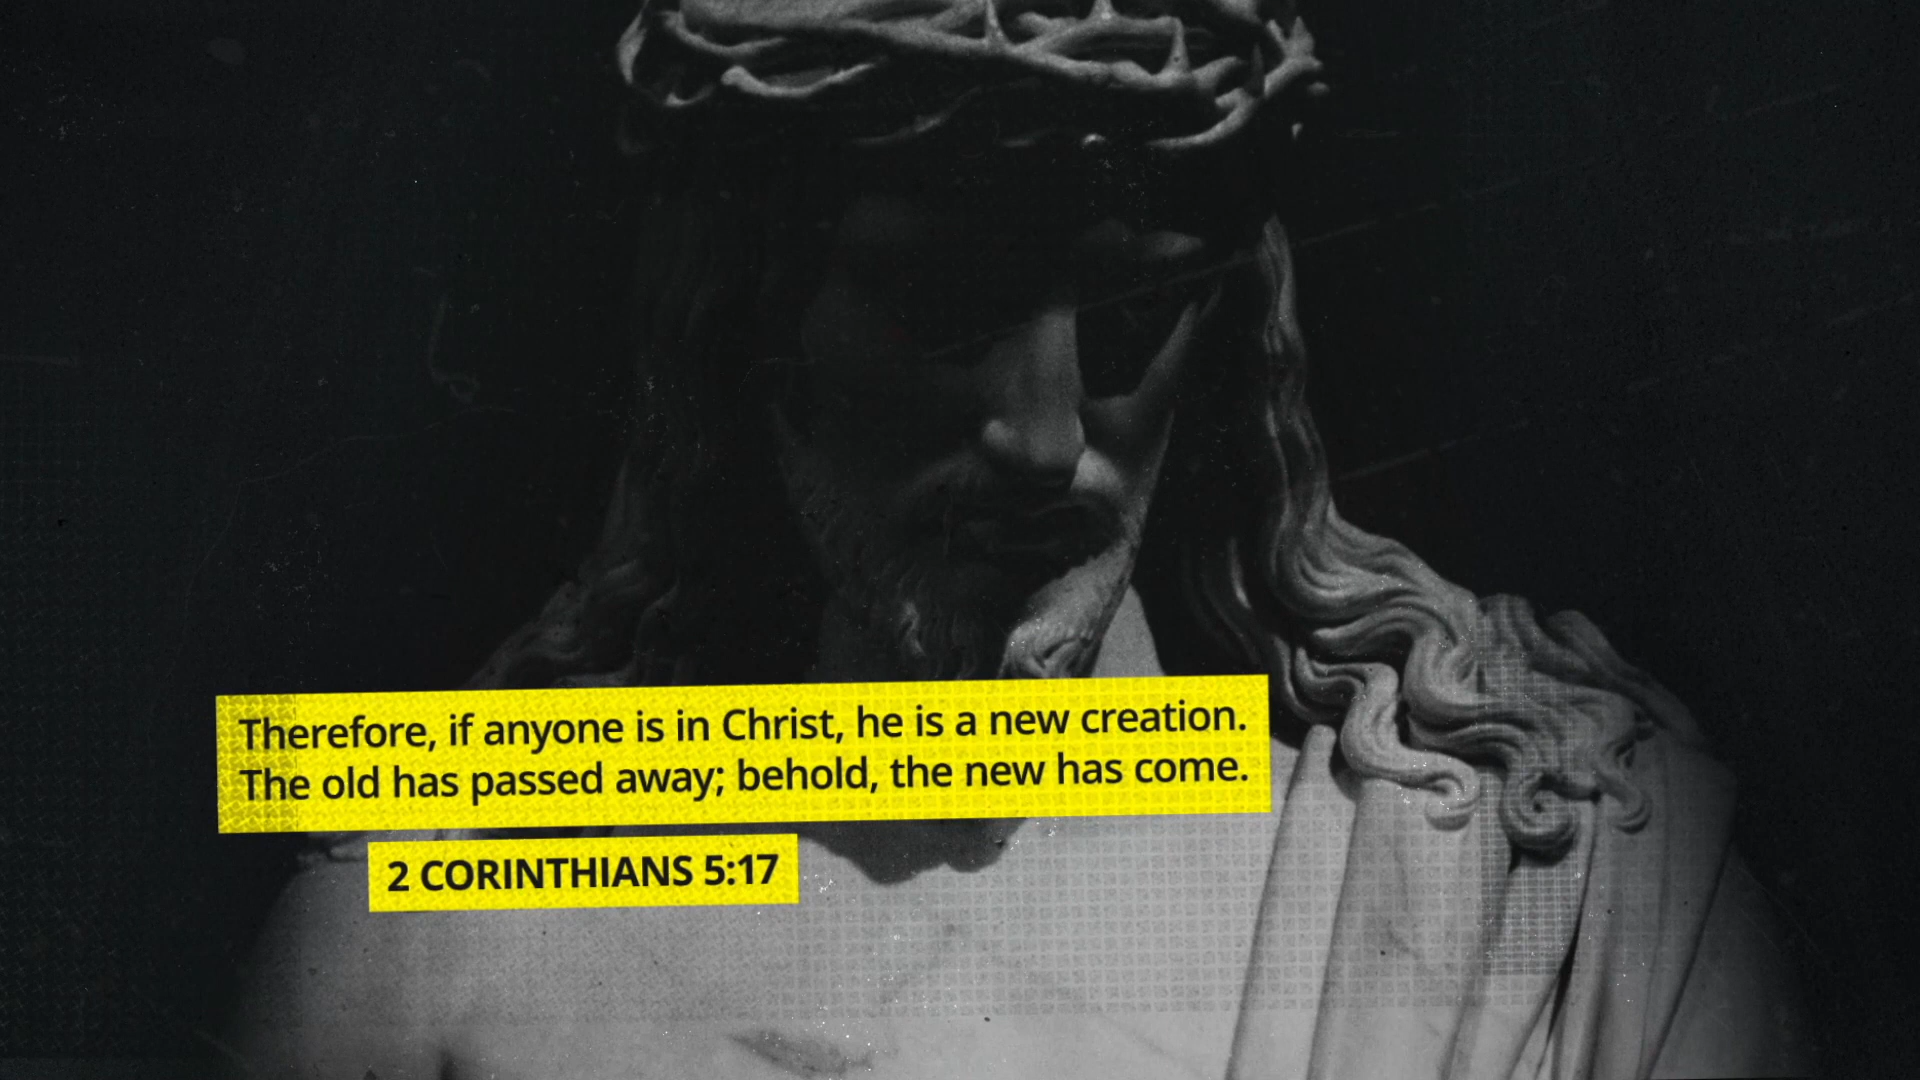 Therefore, if anyone is in Christ, he is a new creation.
The old has passed away; behold, the new has come.
2 CORINTHIANS 5:17